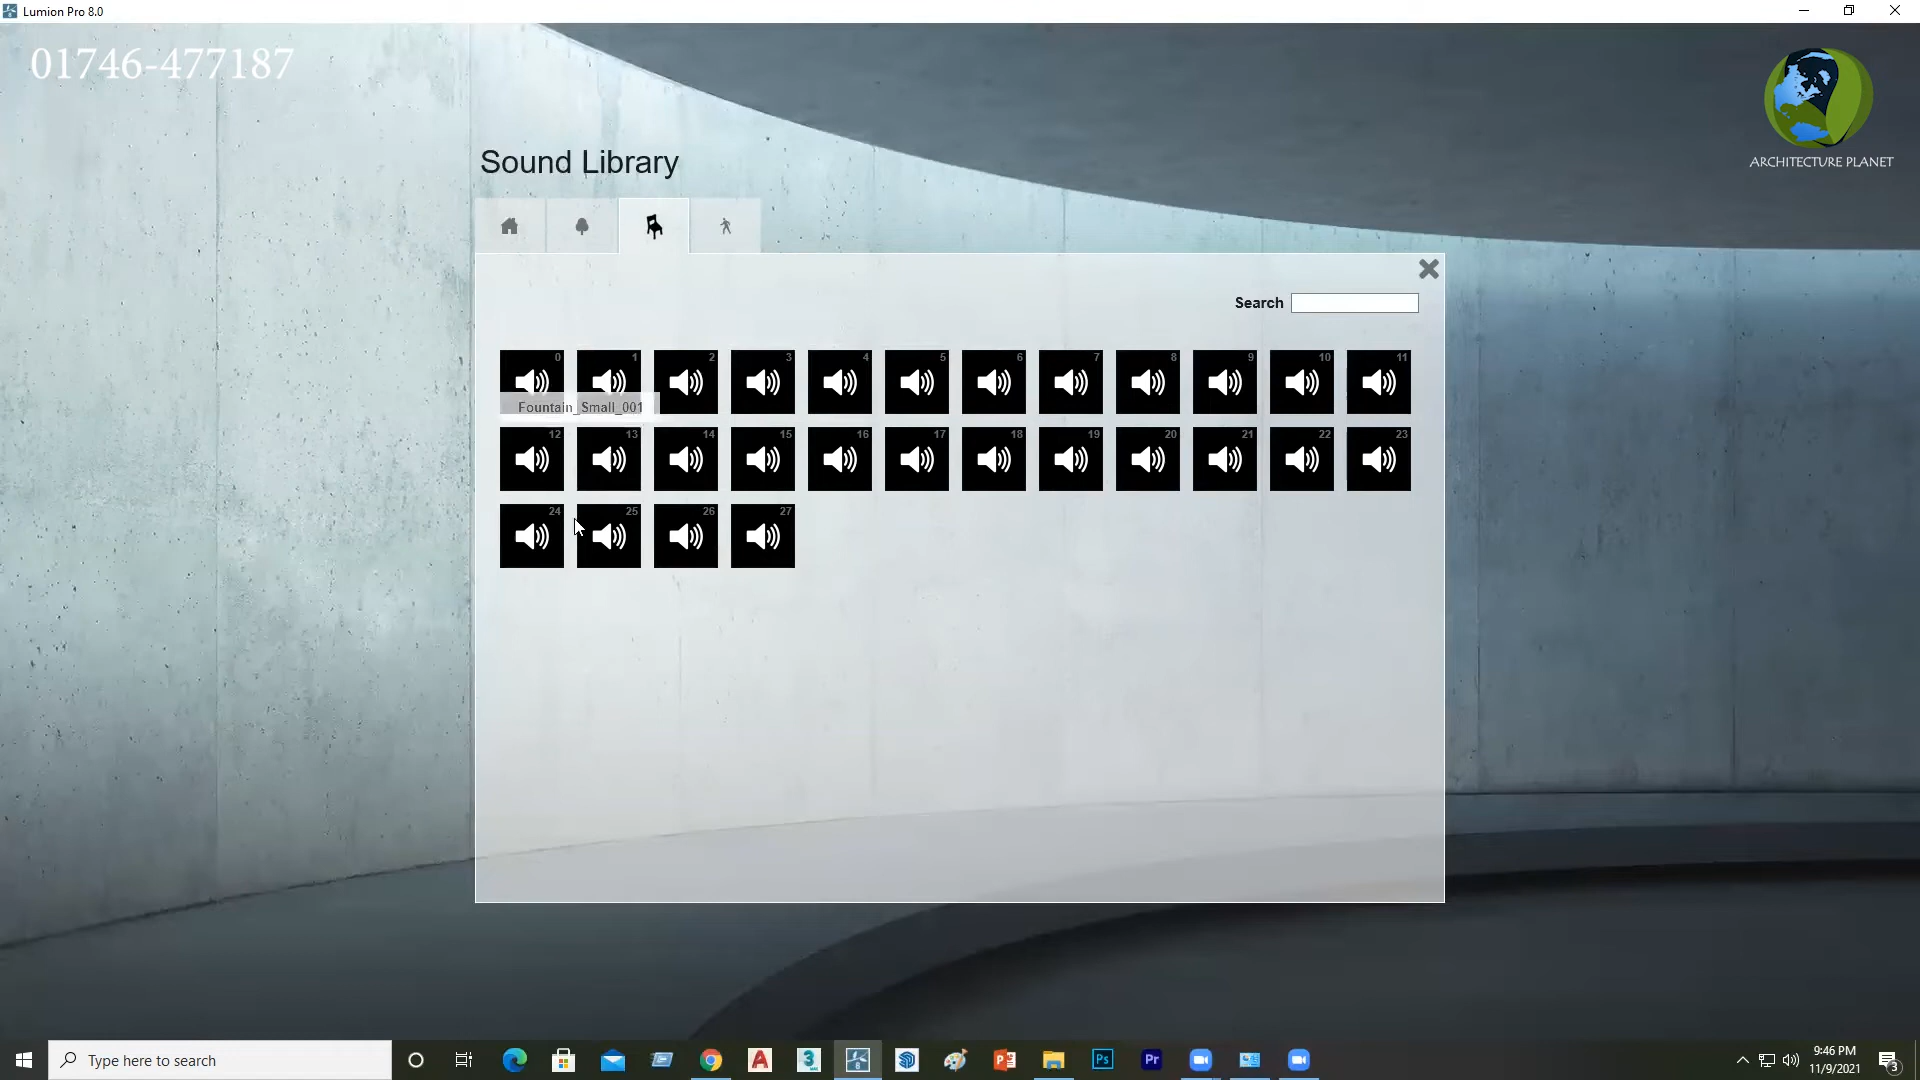 Lumion Pro 8.0
01746-477187
ARCHITECTURE PLANET
Sound Library
Search
0 1 2 3 4 5 6 7 8 9 10 11
Fountain_Small_001
12 13 14 15 16 17 18 19 20 21 22 23
24 25 26 27
Type here to search
9:46 PM
11/9/2021
3